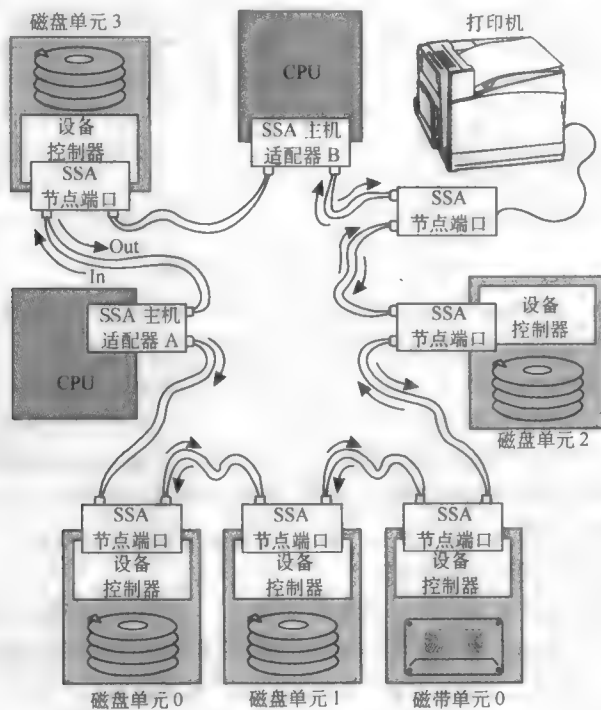 磁盘单元 3
设备
控制器
SSA
节点端口
CPU
SSA 主机
适配器 B
打印机
SSA
节点端口
Out
In
SSA 主机
适配器 A
CPU
SSA
节点端口
设备
控制器
磁盘单元 2
SSA
节点端口
设备
控制器
磁盘单元 0
SSA
节点端口
设备
控制器
磁盘单元 1
SSA
节点端口
设备
控制器
磁带单元 0